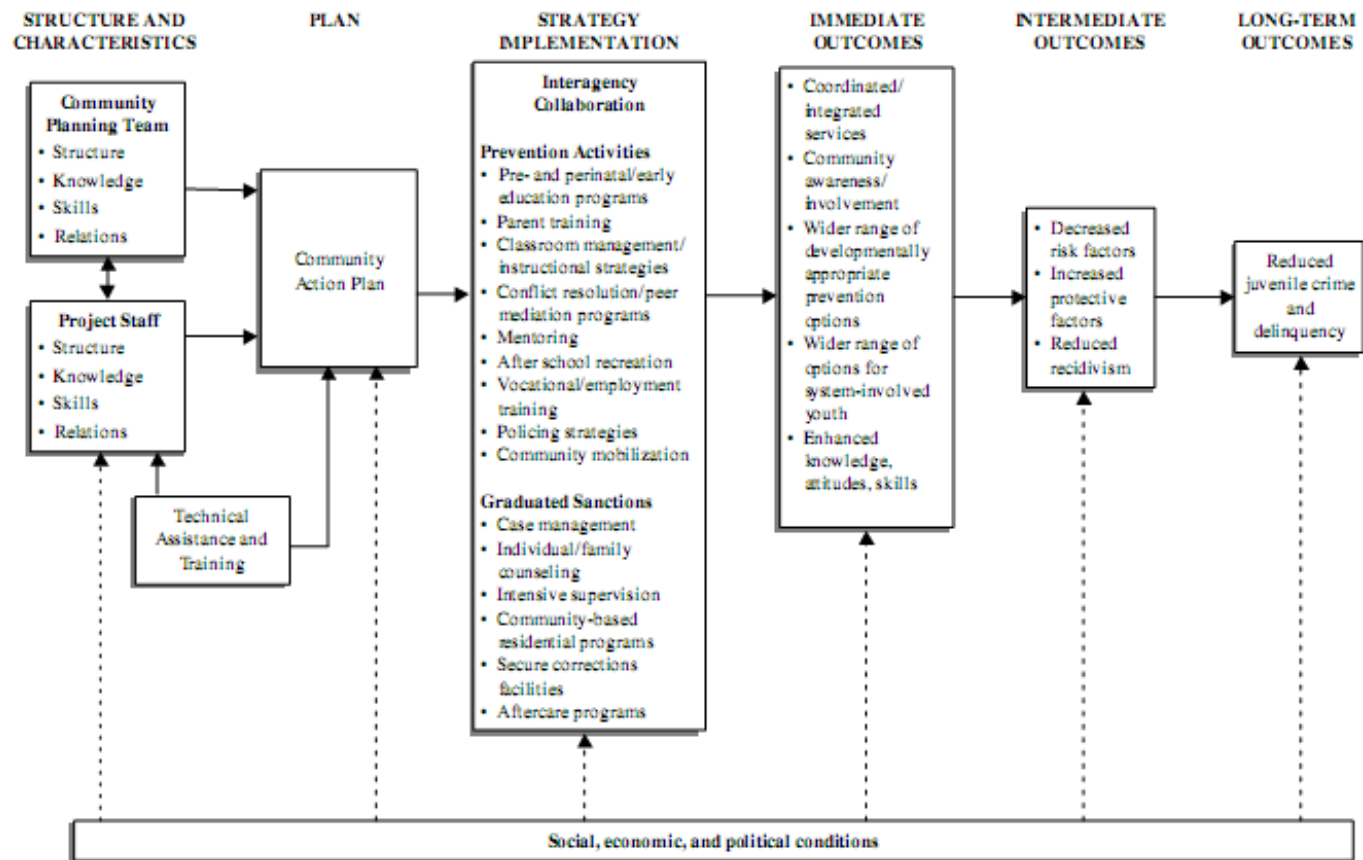 STRUCTURE AND
CHARACTERISTICS
PLAN
STRATEGY
IMPLEMENTATION
IMMEDIATE
OUTCOMES
INTERMEDIATE
OUTCOMES
LONG-TERM
OUTCOMES
Community
Planning Team
• Structure
• Knowledge
• Skills
• Relations
Project Staff
• Structure
• Knowledge
• Skills
• Relations
Technical
Assistance and
Training
Community
Action Plan
Interagency
Collaboration
Prevention Activities
• Pre- and perinatal/early
education programs
• Parent training
• Classroom management/
instructional strategies
• Conflict resolution/peer
mediation programs
• Mentoring
• After school recreation
• Vocational/employment
training
• Policing strategies
• Community mobilization
Graduated Sanctions
• Case management
• Individual/family
counseling
• Intensive supervision
• Community-based
residential programs
• Secure corrections
facilities
• Aftercare programs
• Coordinated/
integrated
services
• Community
awareness/
involvement
• Wider range of
developmentally
appropriate
prevention
options
• Wider range of
options for
system-involved
youth
• Enhanced
knowledge,
attitudes, skills
• Decreased
risk factors
• Increased
protective
factors
• Reduced
recidivism
Reduced
juvenile crime
and
delinquency
Social, economic, and political conditions